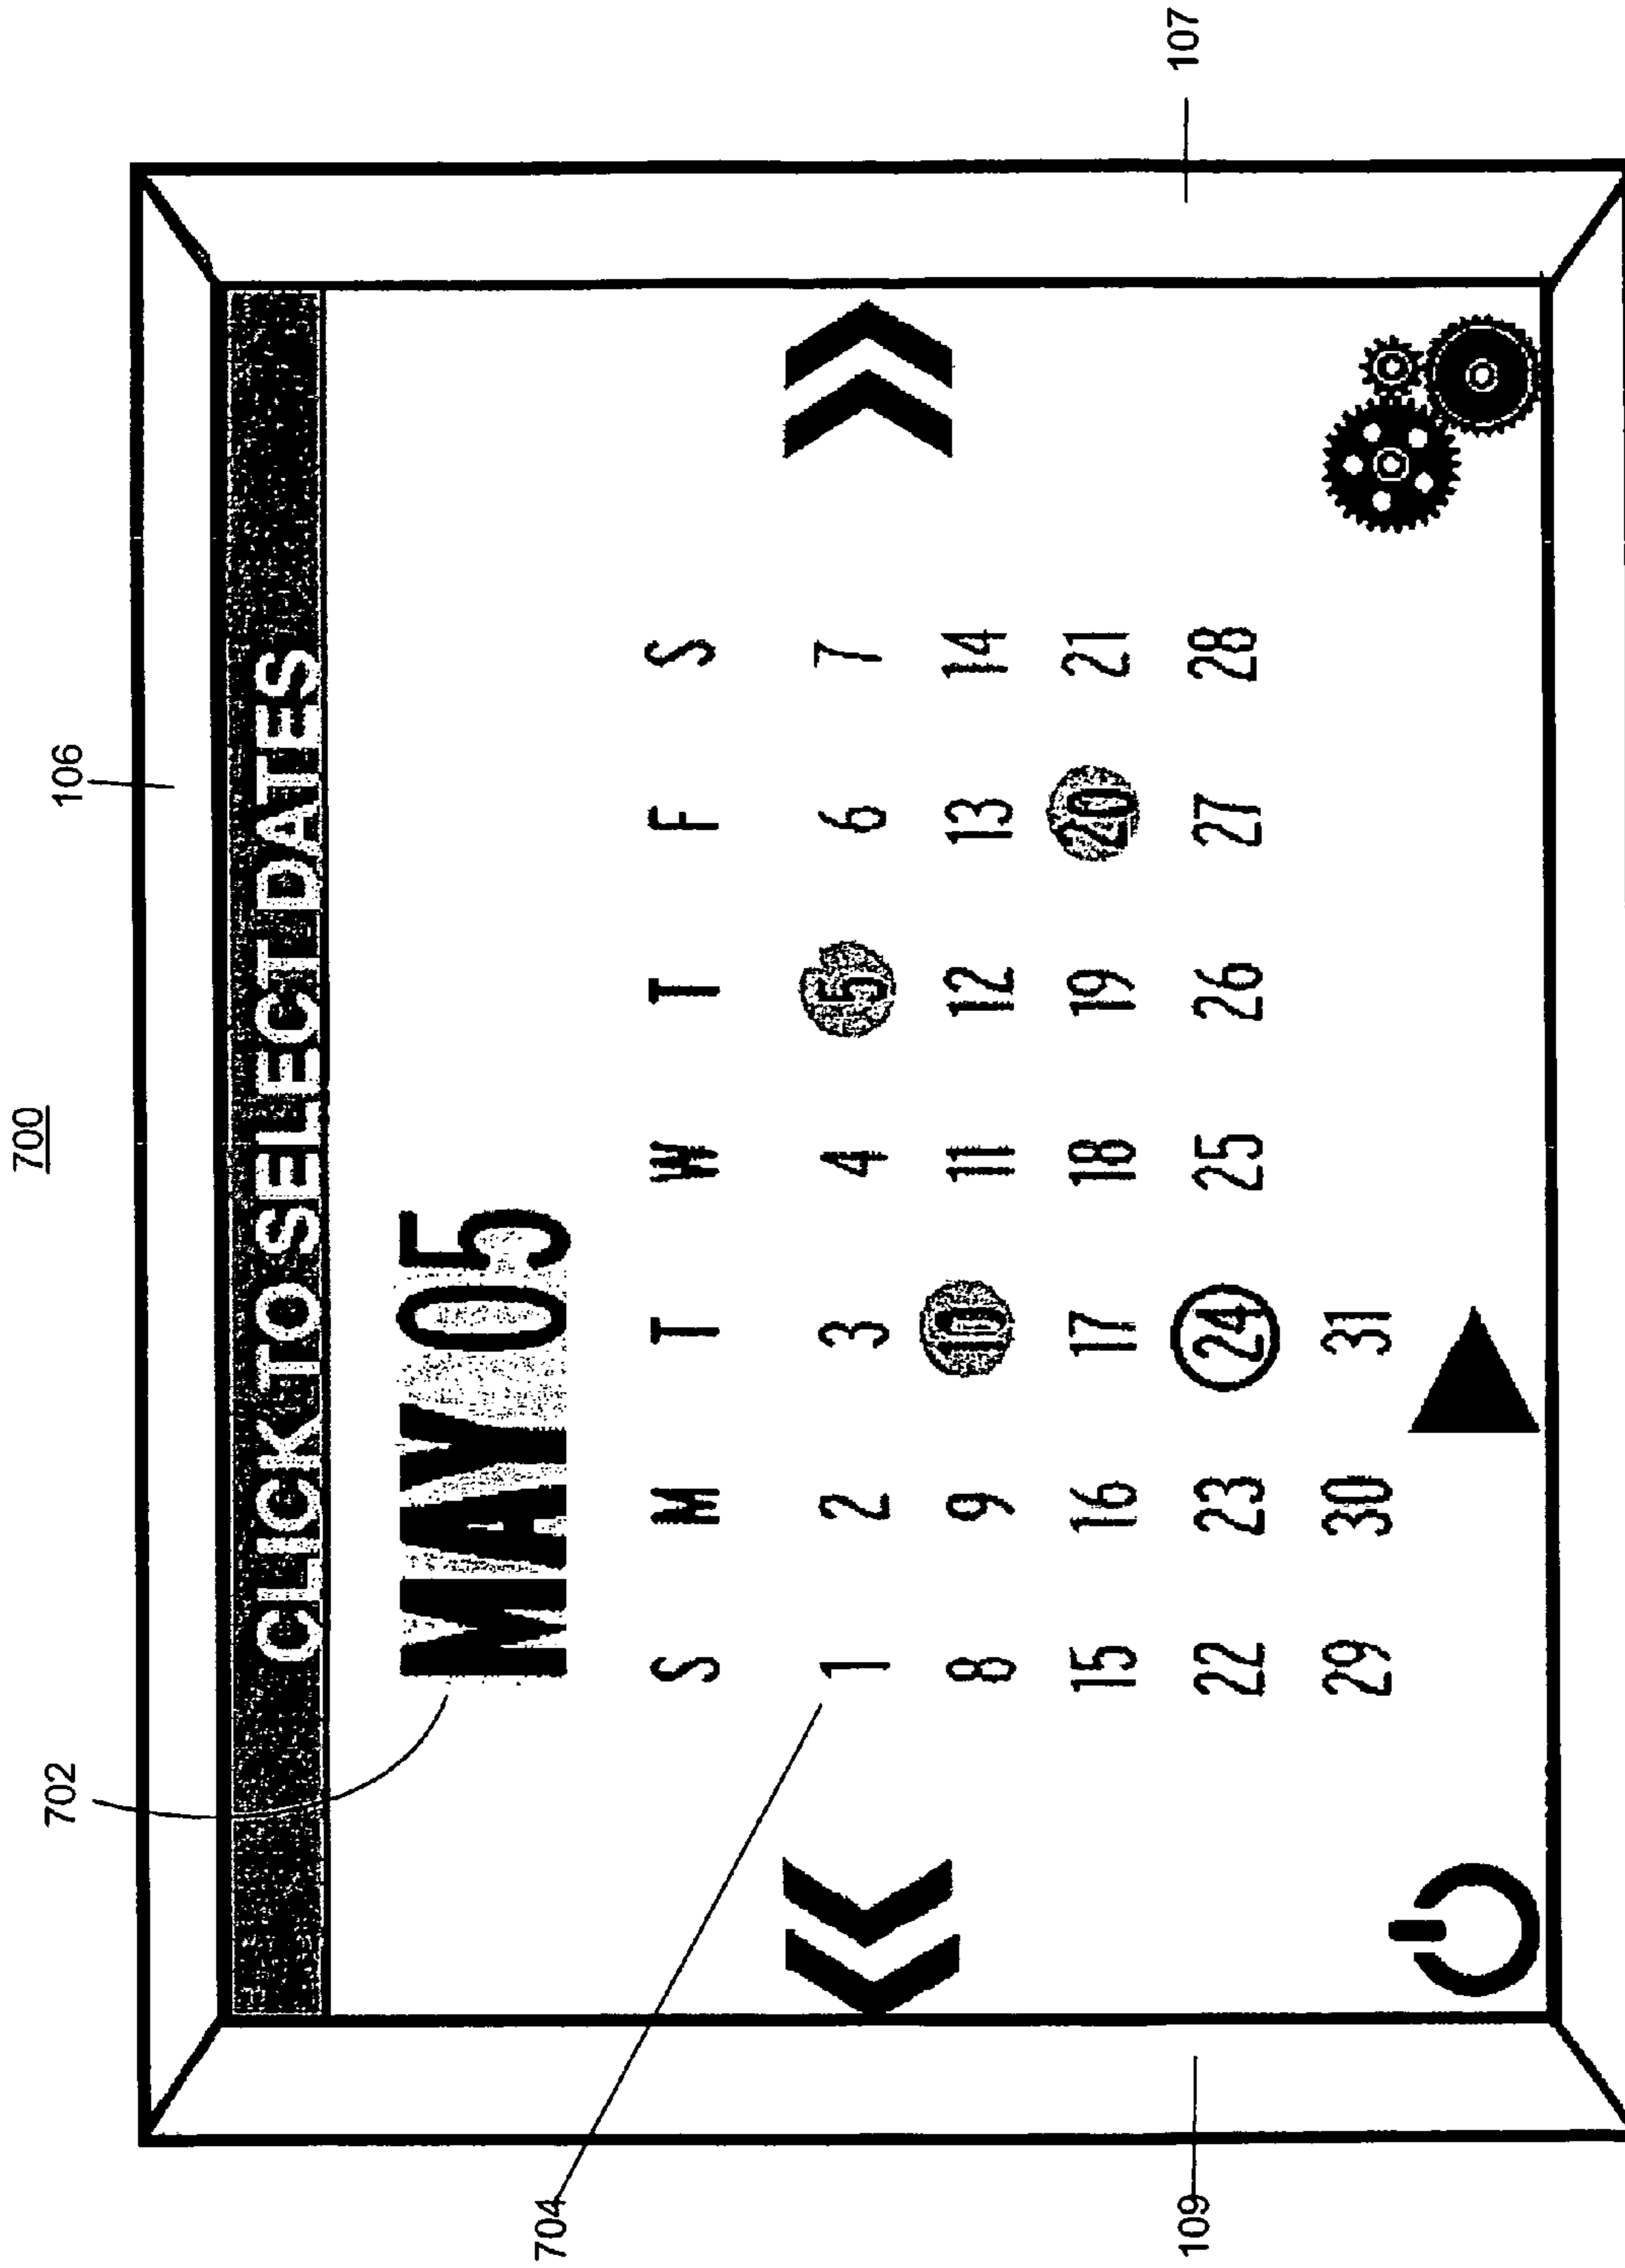 700
106
702
107
CLICK TO SELECT DATES
MAY 05
S M T W T F S
704
1 2 3 4 5 6 7
8 9 10 11 12 13 14
15 16 17 18 19 20 21
22 23 24 25 26 27 28
29 30 31
109